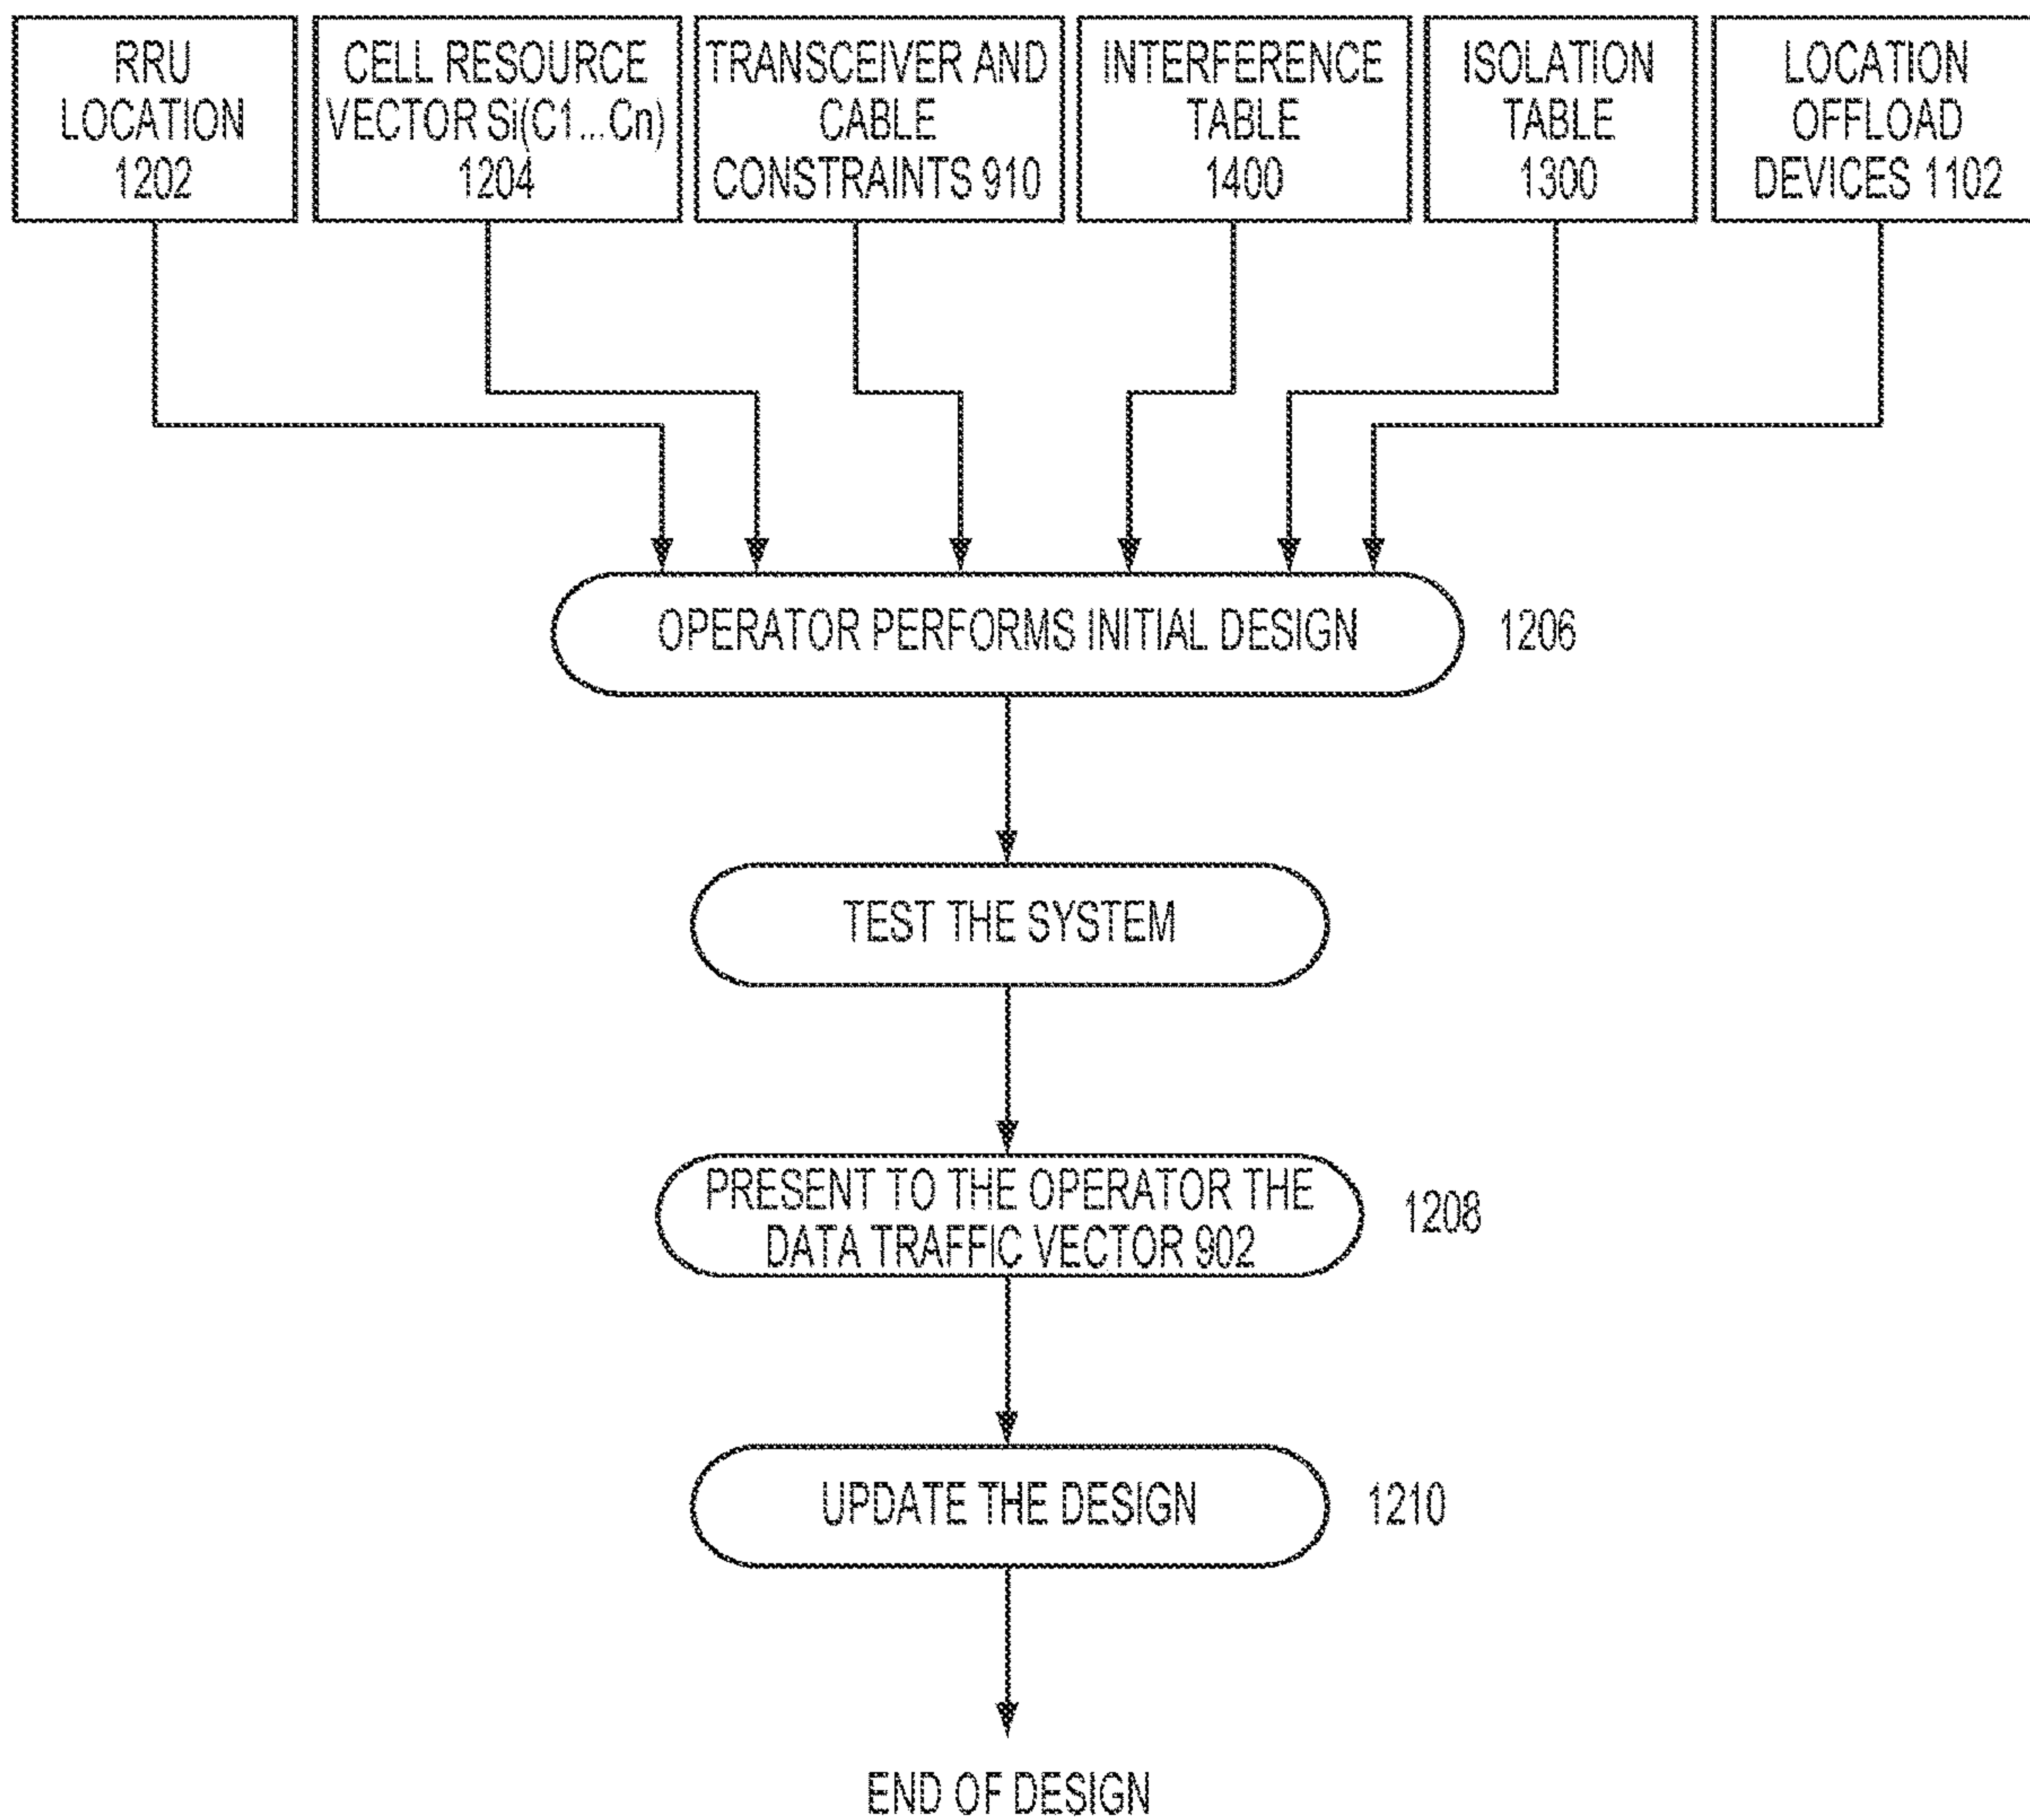 RRU
LOCATION
1202
CELL RESOURCE
VECTOR Si(C1...Cn)
1204
TRANSCEIVER AND
CABLE
CONSTRAINTS 910
INTERFERENCE
TABLE
1400
ISOLATION
TABLE
1300
LOCATION
OFFLOAD
DEVICES 1102
OPERATOR PERFORMS INITIAL DESIGN
1206
TEST THE SYSTEM
PRESENT TO THE OPERATOR THE
DATA TRAFFIC VECTOR 902
1208
UPDATE THE DESIGN
1210
END OF DESIGN